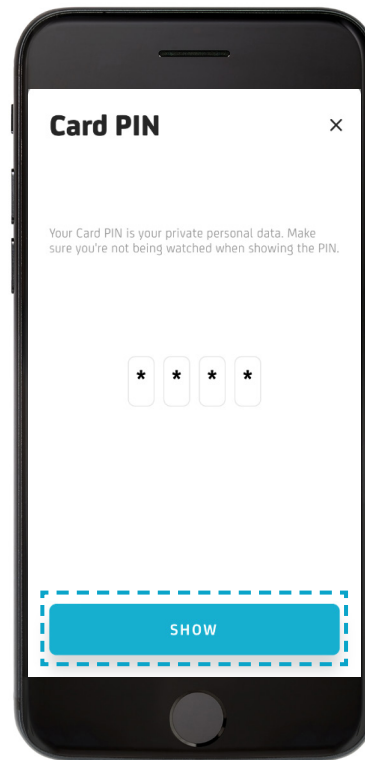 Card PIN
Your Card PIN is your private personal data. Make
sure you're not being watched when showing the PIN.
* * * *
SHOW